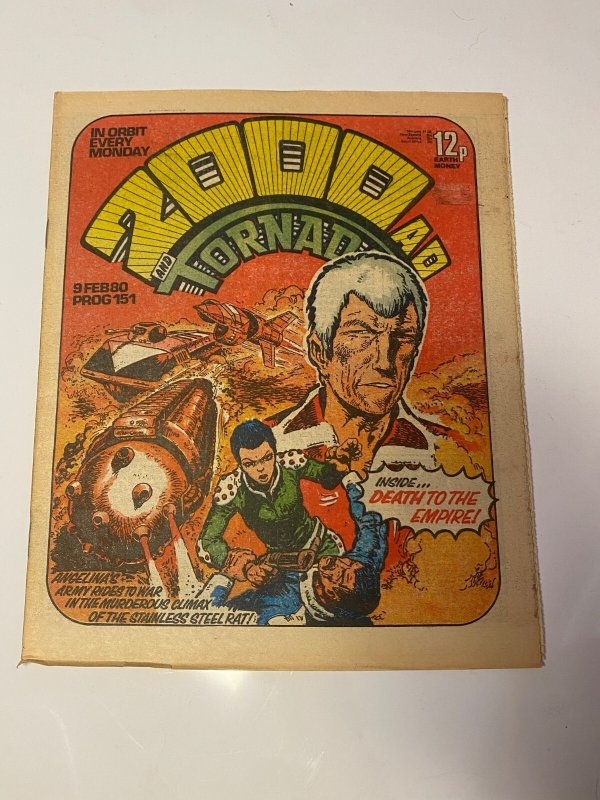 IN ORBIT
EVERY
MONDAY
2000 AD
AND TORNADO
12p
EARTH
MONEY
9 FEB 80
PROG 151
INSIDE...
DEATH TO THE
EMPIRE!
ANGELINA'S
ARMY RIDES TO WAR
IN THE MURDEROUS CLIMAX
OF THE STAINLESS STEEL RAT!